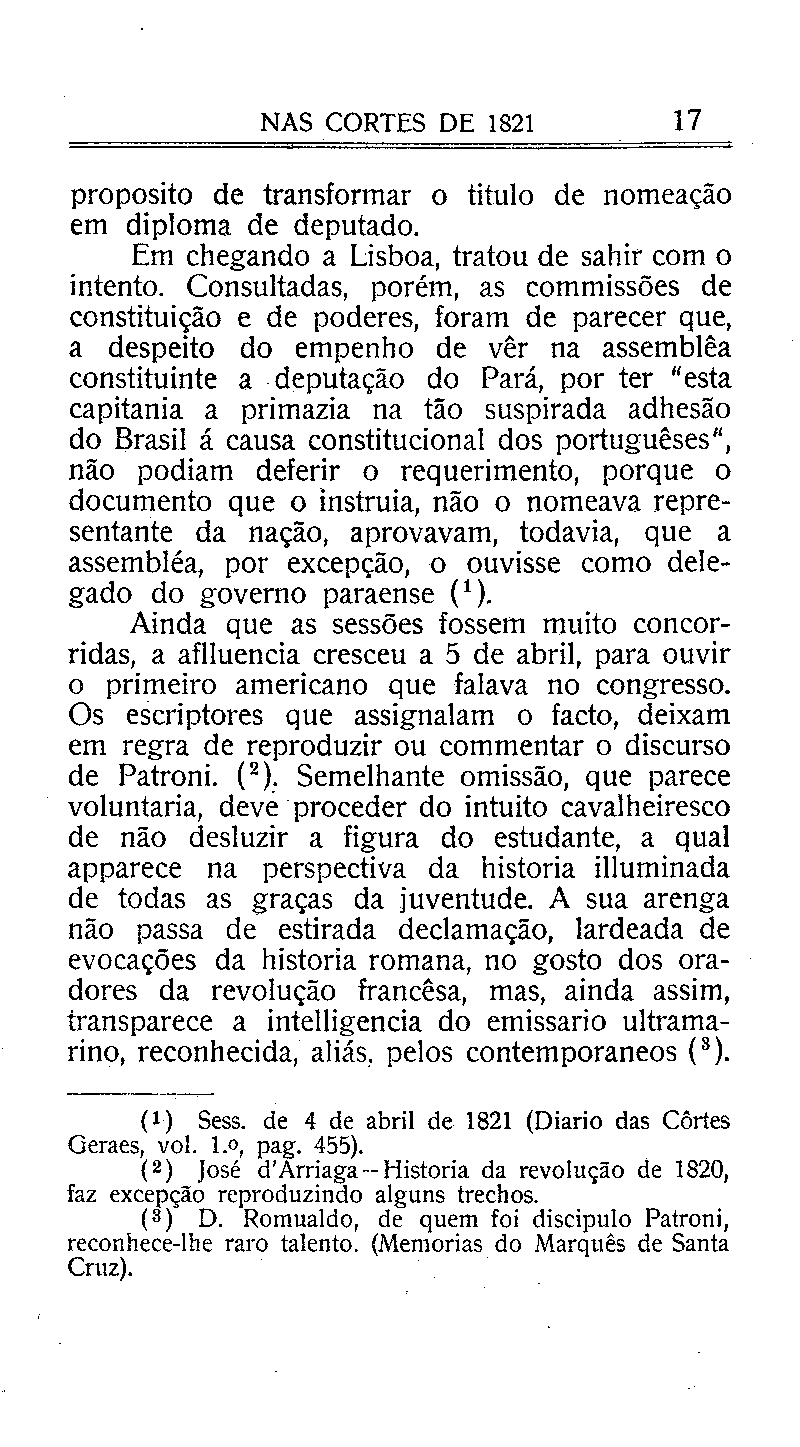 NAS CORTES DE 1821 17
proposito de transformar o titulo de nomeação
em diploma de deputado.
Em chegando a Lisboa, tratou de sahir com o
intento. Consultadas, porém, as commissões de
constituição e de poderes, foram de parecer que,
a despeito do empenho de vêr na assemblêa
constituinte a deputação do Pará, por ter "esta
capitania a primazia na tão suspirada adhesão
do Brasil á causa constitucional dos portuguêses",
não podiam deferir o requerimento, porque o
documento que o instruia, não o nomeava repre-
sentante da nação, aprovavam, todavia, que a
assembléa, por excepção, o ouvisse como dele-
gado do governo paraense (¹).
Ainda que as sessões fossem muito concor-
ridas, a aflluencia cresceu a 5 de abril, para ouvir
o primeiro americano que falava no congresso.
Os escriptores que assignalam o facto, deixam
em regra de reproduzir ou commentar o discurso
de Patroni. (²). Semelhante omissão, que parece
voluntaria, deve proceder do intuito cavalheiresco
de não desluzir a figura do estudante, a qual
apparece na perspectiva da historia illuminada
de todas as graças da juventude. A sua arenga
não passa de estirada declamação, lardeada de
evocações da historia romana, no gosto dos ora-
dores da revolução francêsa, mas, ainda assim,
transparece a intelligencia do emissario ultrama-
rino, reconhecida, aliás, pelos contemporaneos (³).
(¹) Sess. de 4 de abril de 1821 (Diario das Côrtes
Geraes, vol. 1.º, pag. 455).
(²) José d'Arriaga--Historia da revolução de 1820,
faz excepção reproduzindo alguns trechos.
(³) D. Romualdo, de quem foi discipulo Patroni,
reconhece-lhe raro talento. (Memorias do Marquês de Santa
Cruz).